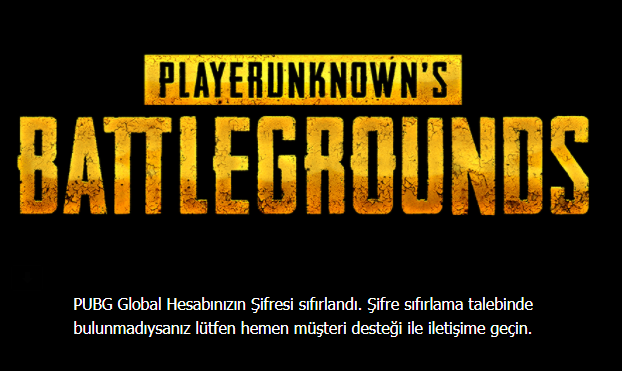 PLAYERUNKNOWN'S
BATTLEGROUNDS
PUBG Global Hesabınızın Şifresi sıfırlandı. Şifre sıfırlama talebinde
bulunmadıysanız lütfen hemen müşteri desteği ile iletişime geçin.